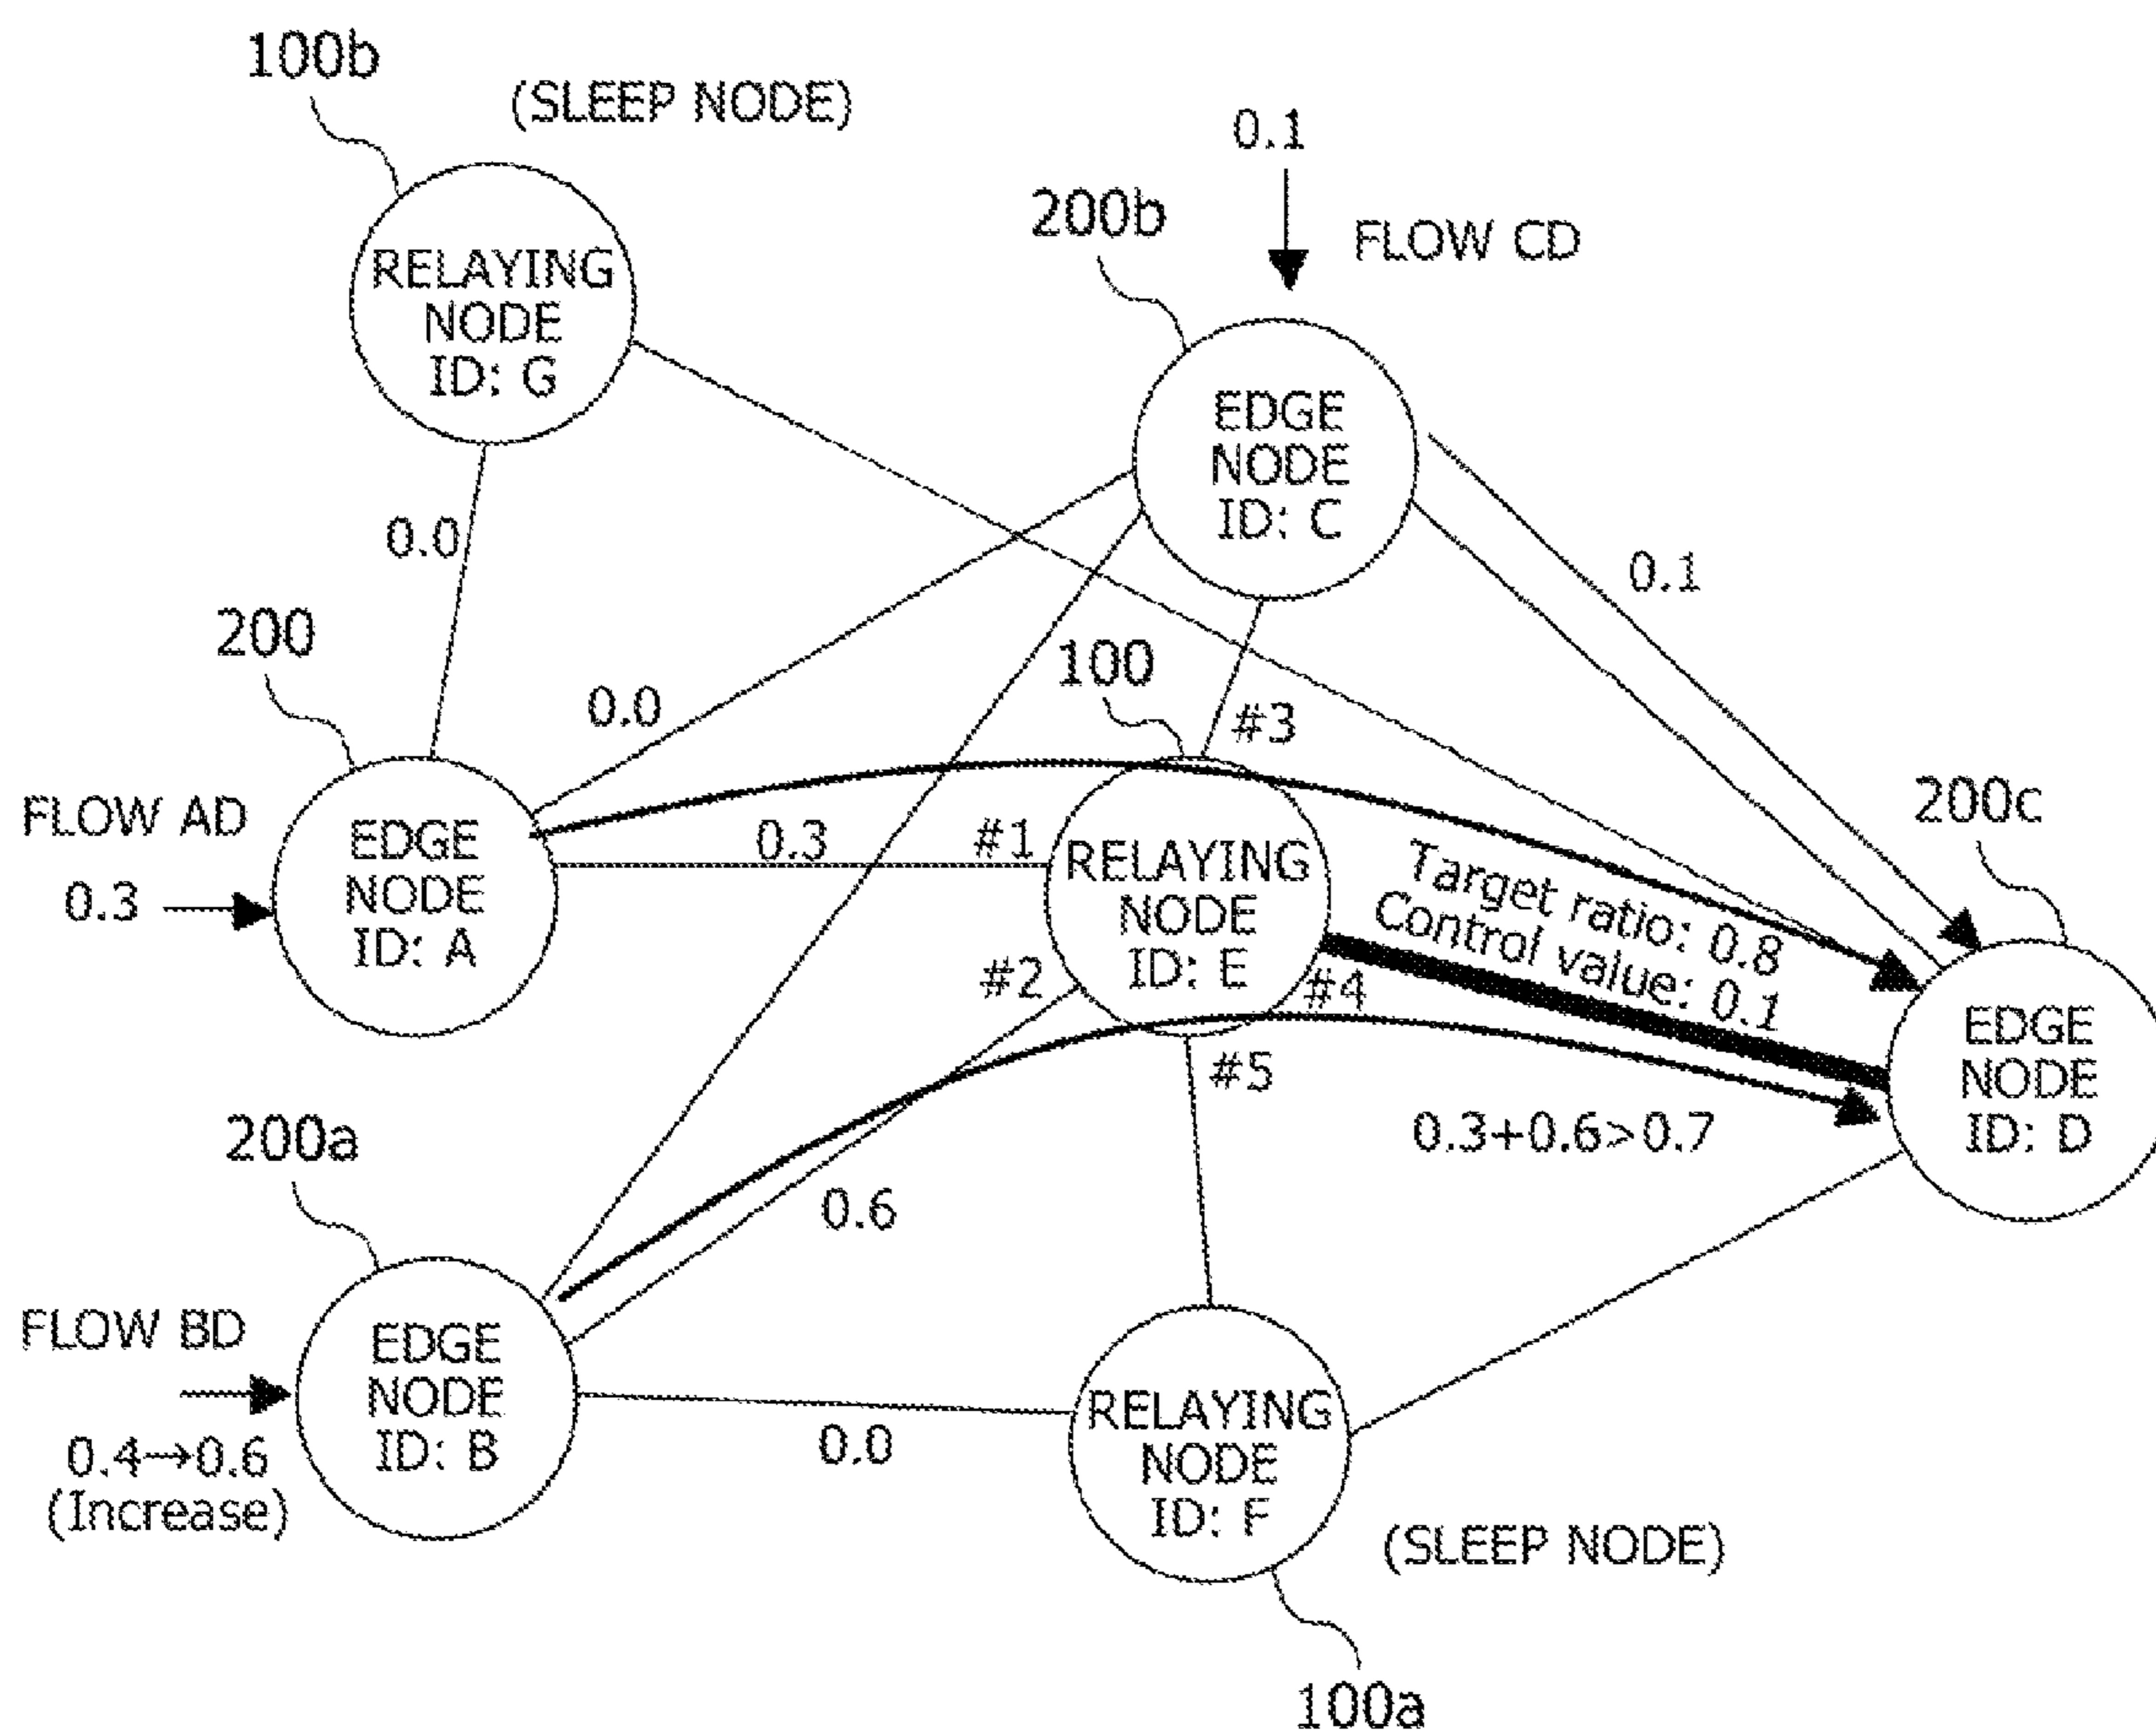 100b
(SLEEP NODE)
0.1
200b
FLOW CD
RELAYING
NODE
ID: G
EDGE
NODE
ID: C
0.0
0.1
200
0.0
100
#3
FLOW AD
0.3
EDGE
NODE
ID: A
0.3
#1
RELAYING
NODE
ID: E
200c
Target ratio: 0.8
Control value: 0.1
#2
#4
#5
EDGE
NODE
ID: D
0.3+0.6>0.7
200a
0.6
FLOW BD
0.4→0.6
(Increase)
EDGE
NODE
ID: B
0.0
RELAYING
NODE
ID: F
(SLEEP NODE)
100a